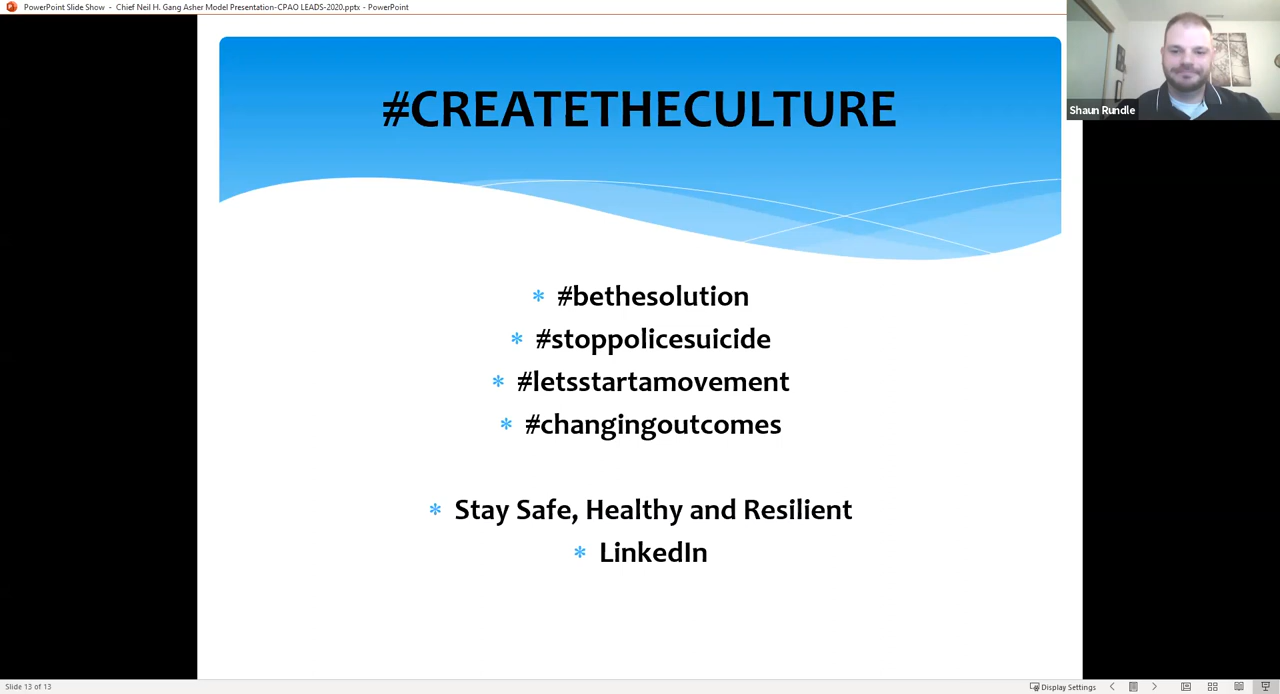 PowerPoint Slide Show - Chief Neil H. Gang Asher Model Presentation-CPAO LEADS-2020.pptx - PowerPoint
Shaun Rundle
#CREATETHECULTURE
* #bethesolution
* #stoppolicesuicide
* #letsstartamovement
* #changingoutcomes
* Stay Safe, Healthy and Resilient
* LinkedIn
Slide 13 of 13
Display Settings